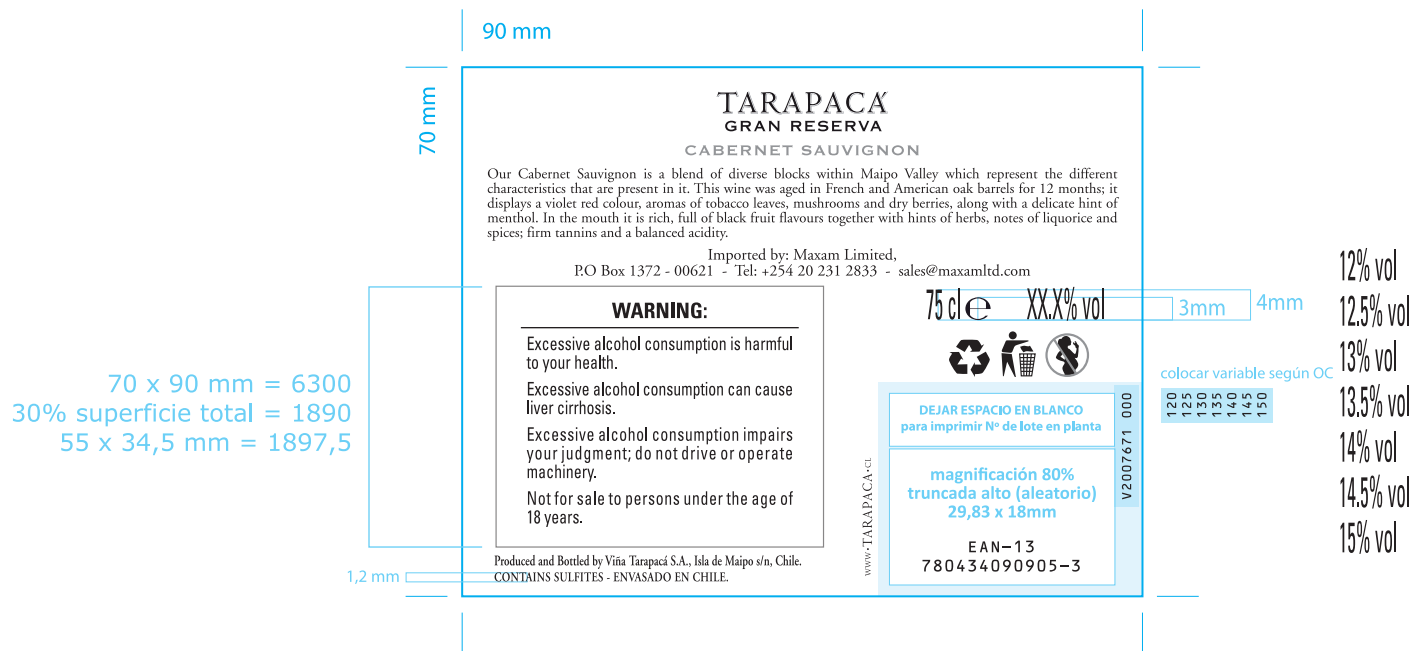 90 mm
70 mm
TARAPACÁ
GRAN RESERVA
CABERNET SAUVIGNON
Our Cabernet Sauvignon is a blend of diverse blocks within Maipo Valley which represent the different
characteristics that are present in it. This wine was aged in French and American oak barrels for 12 months; it
displays a violet red colour, aromas of tobacco leaves, mushrooms and dry berries, along with a delicate hint of
menthol. In the mouth it is rich, full of black fruit flavours together with hints of herbs, notes of liquorice and
spices; firm tannins and a balanced acidity.
Imported by: Maxam Limited,
P.O Box 1372 - 00621 - Tel: +254 20 231 2833 - sales@maxamltd.com
70 x 90 mm = 6300
30% superficie total = 1890
55 x 34,5 mm = 1897,5
WARNING:
Excessive alcohol consumption is harmful
to your health.
Excessive alcohol consumption can cause
liver cirrhosis.
Excessive alcohol consumption impairs
your judgment; do not drive or operate
machinery.
Not for sale to persons under the age of
18 years.
1,2 mm
Produced and Bottled by Viña Tarapacá S.A., Isla de Maipo s/n, Chile.
CONTAINS SULFITES - ENVASADO EN CHILE.
75 cl e XX.X% vol
3mm
4mm
WWW•TARAPACA•CL
DEJAR ESPACIO EN BLANCO
para imprimir Nº de lote en planta
magnificación 80%
truncada alto (aleatorio)
29,83 x 18mm
EAN-13
780434090905-3
V2007671 000
colocar variable según OC
120
125
130
135
140
145
150
12% vol
12.5% vol
13% vol
13.5% vol
14% vol
14.5% vol
15% vol